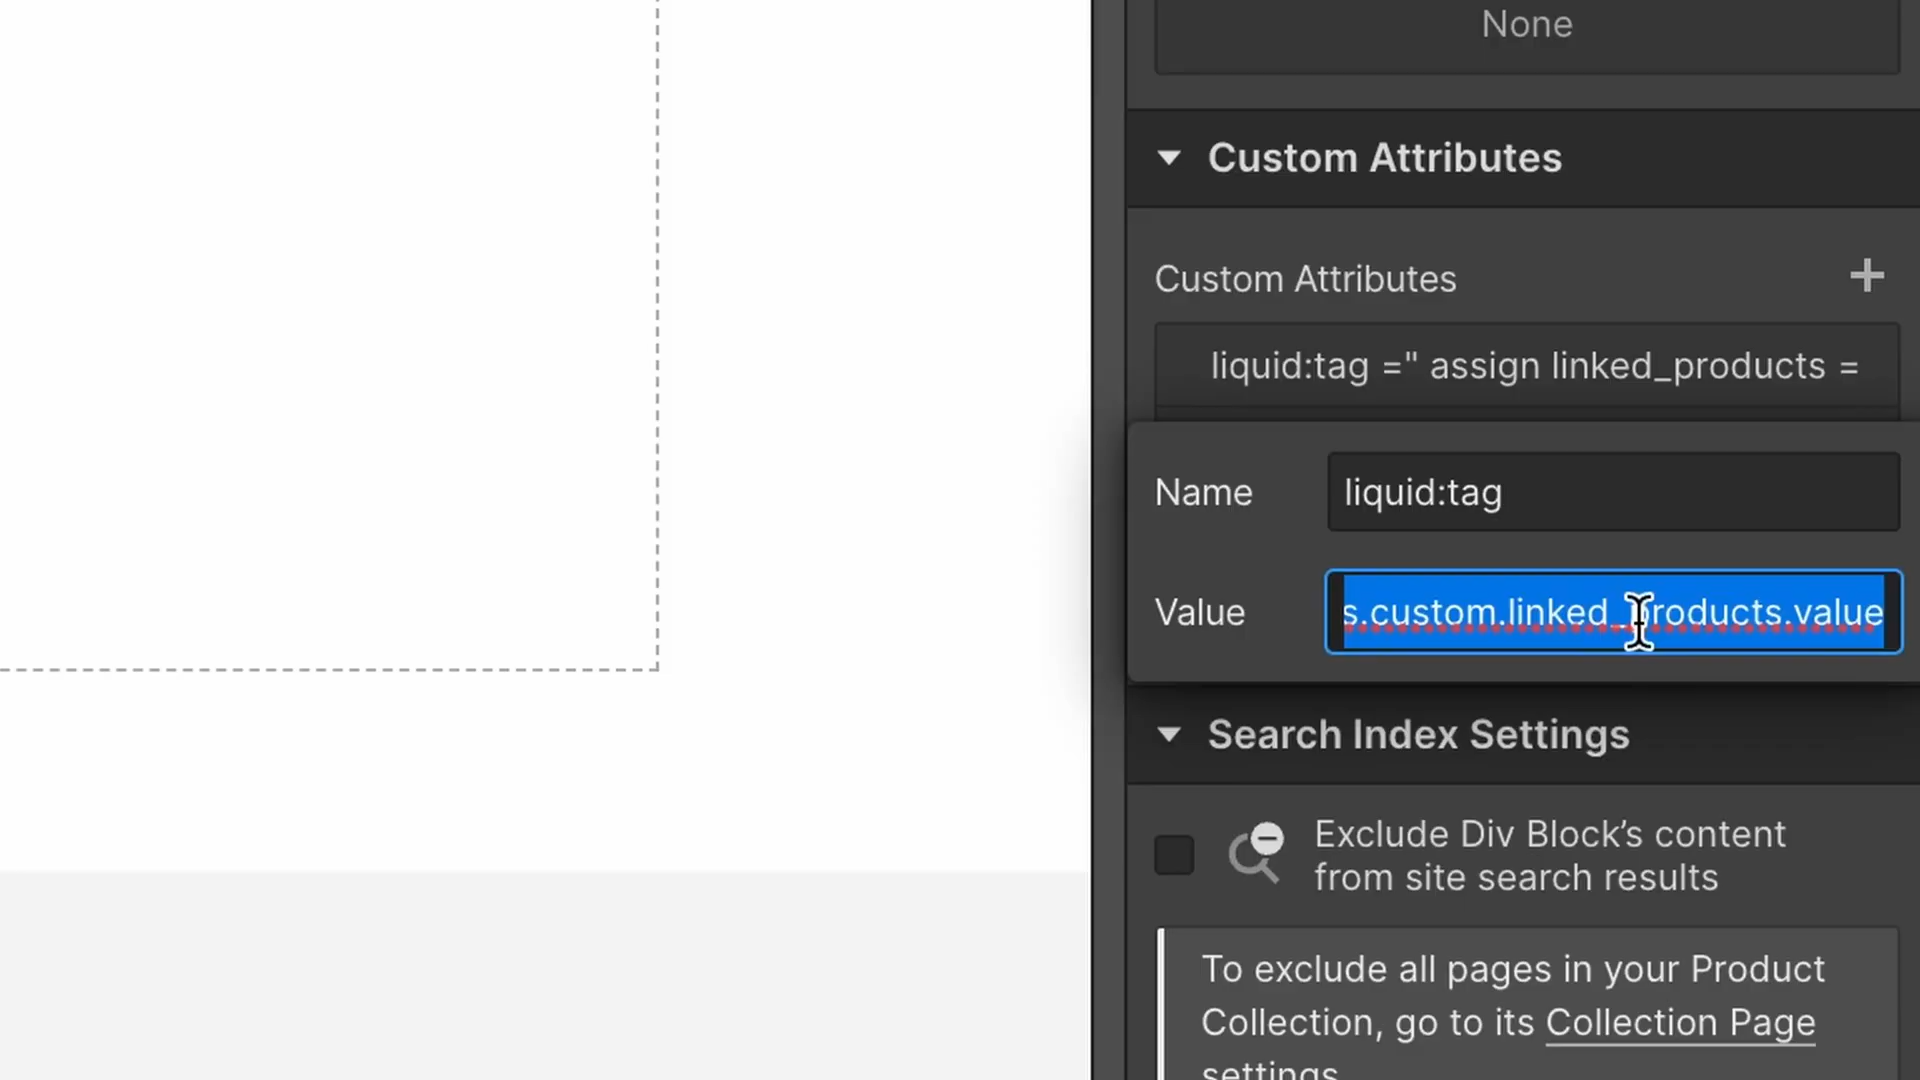 None
Custom Attributes
Custom Attributes
liquid:tag =" assign linked_products =
Name
liquid:tag
Value
s.custom.linked_products.value
Search Index Settings
Exclude Div Block’s content
from site search results
To exclude all pages in your Product
Collection, go to its Collection Page
settings